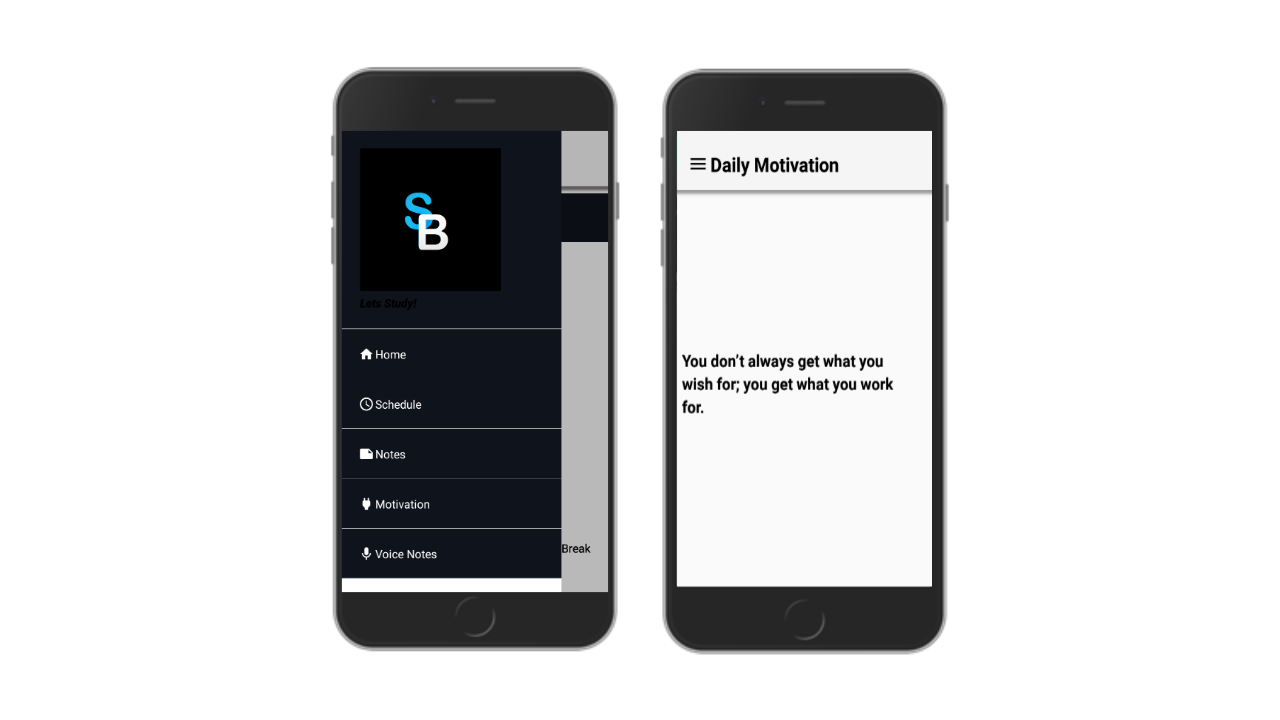 SB
Lets Study!
Home
Schedule
Notes
Motivation
Voice Notes
Break
Daily Motivation
You don’t always get what you
wish for; you get what you work
for.